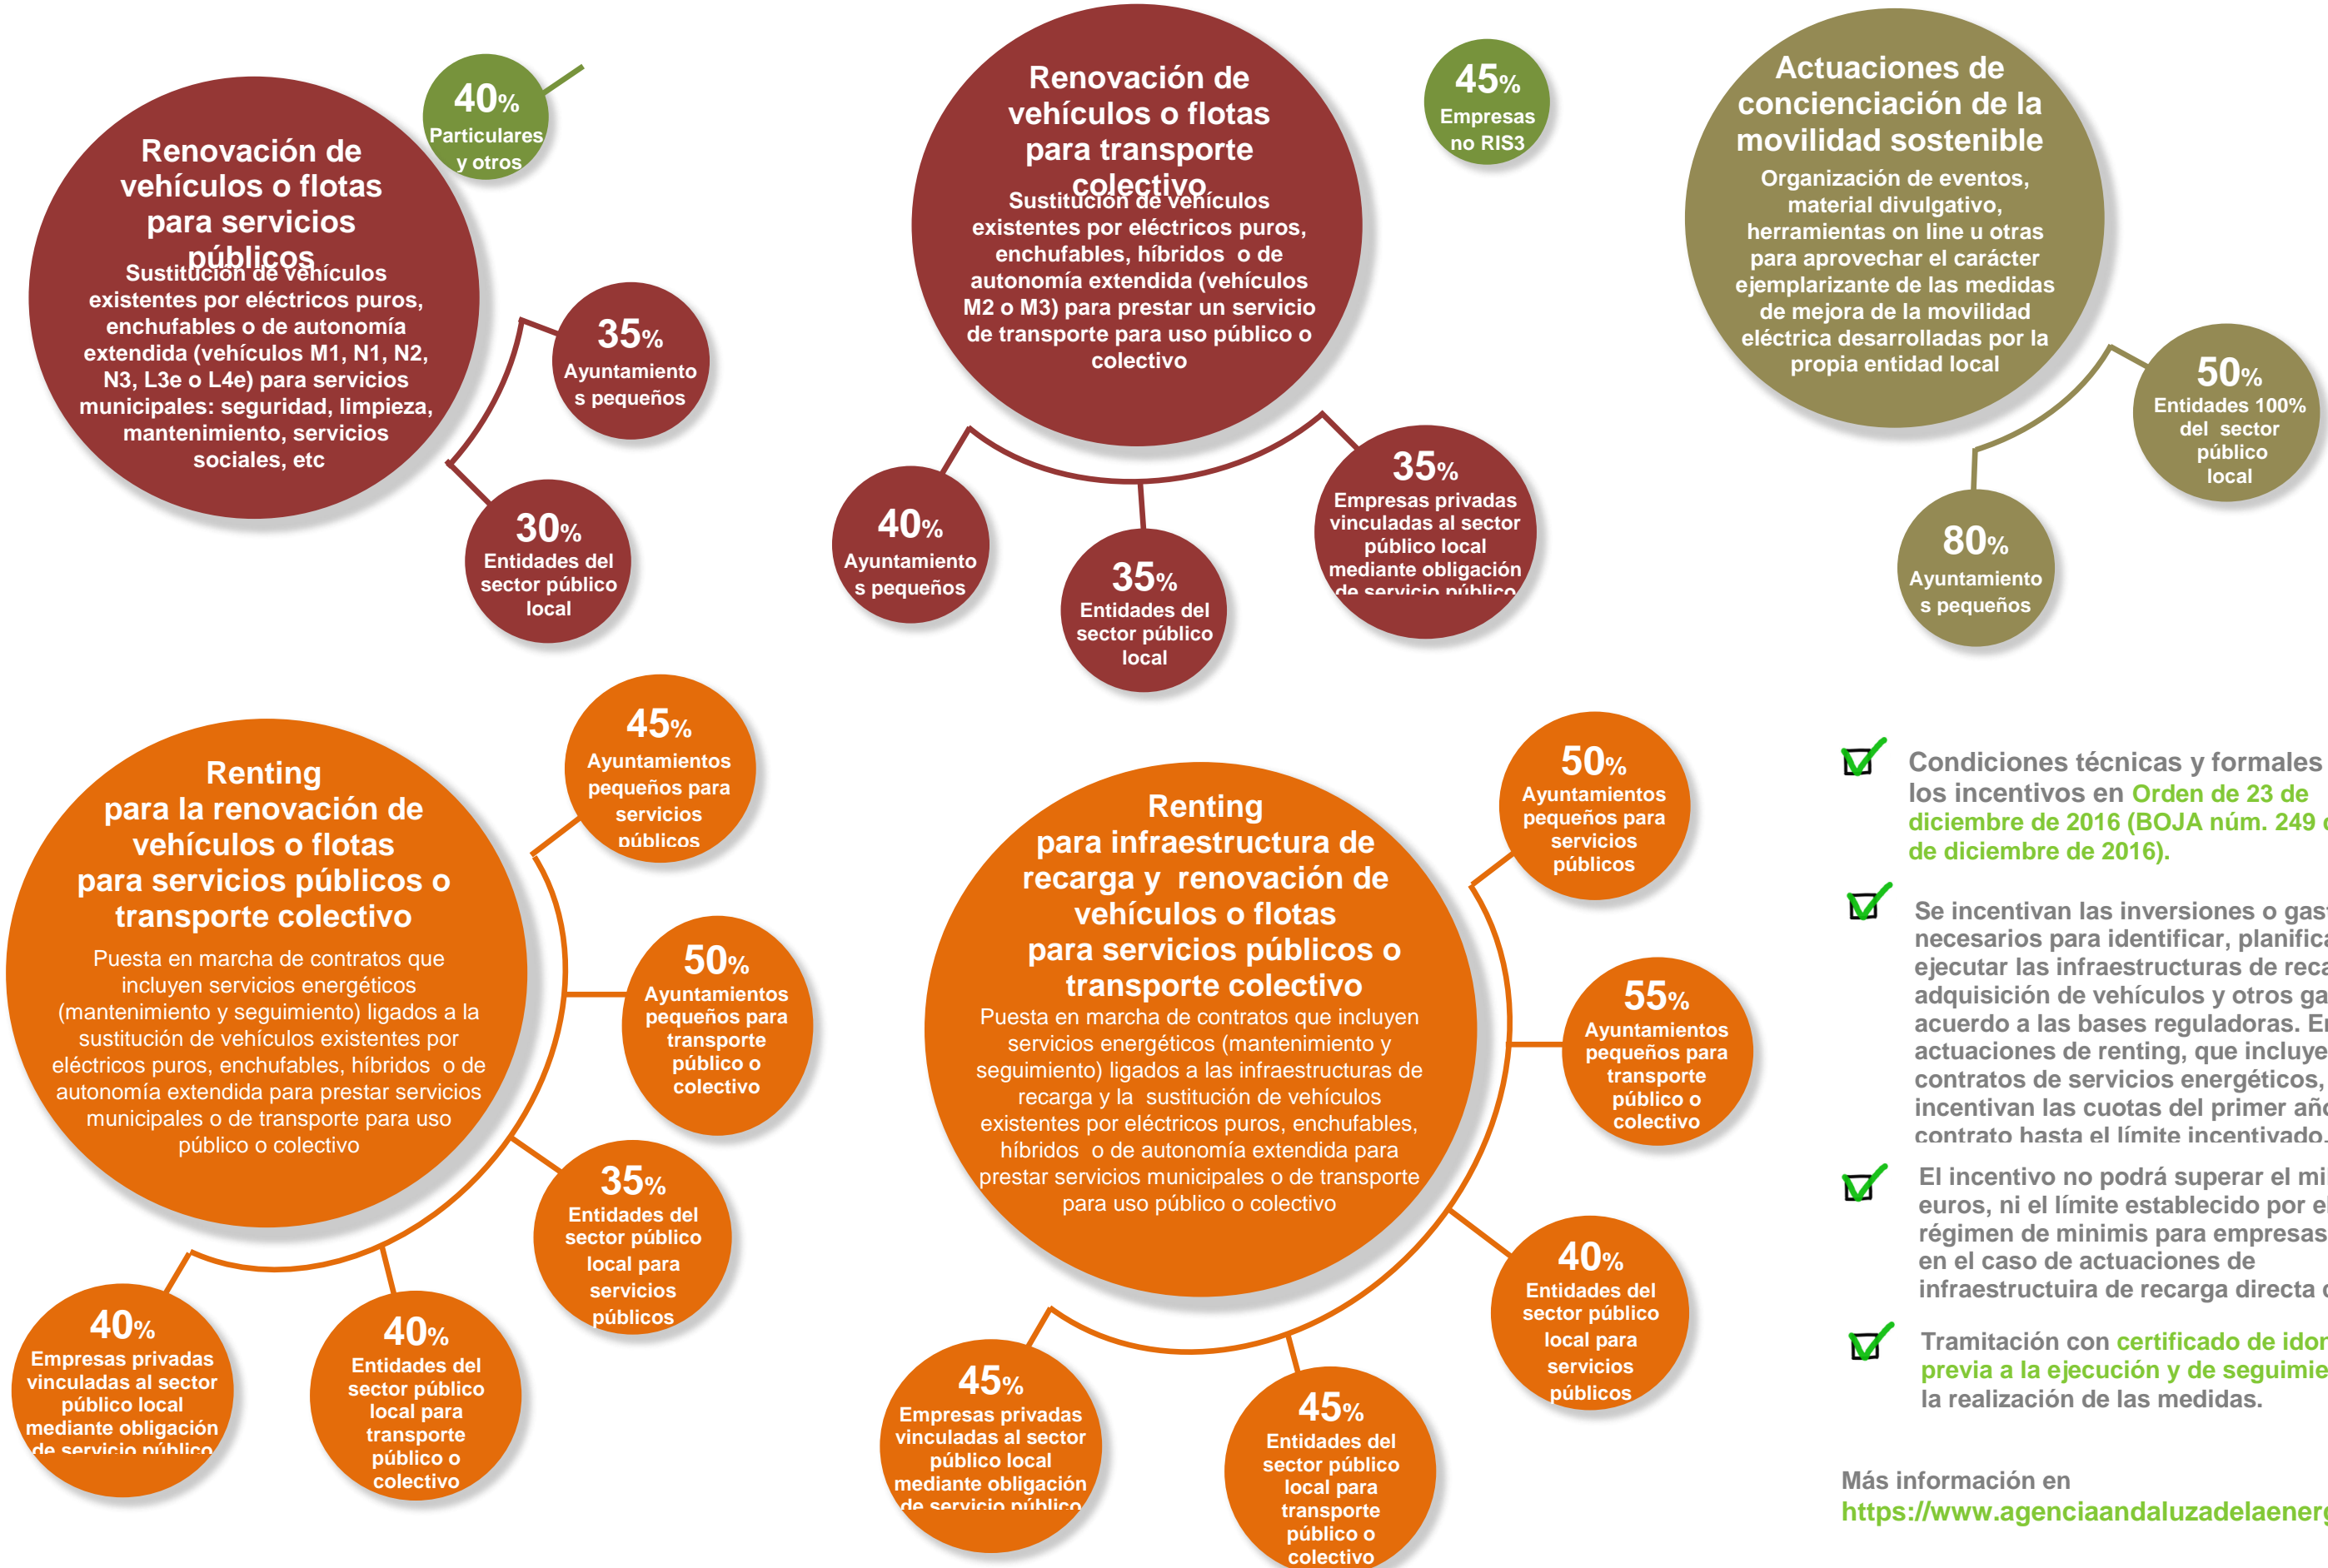 40%
Particulares
y otros
Renovación de
vehículos o flotas
para servicios
públicos
Sustitución de vehículos
existentes por eléctricos puros,
enchufables o de autonomía
extendida (vehículos M1, N1, N2,
N3, L3e o L4e) para servicios
municipales: seguridad, limpieza,
mantenimiento, servicios
sociales, etc
35%
Ayuntamiento
s pequeños
30%
Entidades del
sector público
local
Renovación de
vehículos o flotas
para transporte
colectivo
Sustitución de vehículos
existentes por eléctricos puros,
enchufables, híbridos o de
autonomía extendida (vehículos
M2 o M3) para prestar un servicio
de transporte para uso público o
colectivo
45%
Empresas
no RIS3
40%
Ayuntamiento
s pequeños
35%
Entidades del
sector público
local
35%
Empresas privadas
vinculadas al sector
público local
mediante obligación
de servicio público
Actuaciones de
concienciación de la
movilidad sostenible
Organización de eventos,
material divulgativo,
herramientas on line u otras
para aprovechar el carácter
ejemplarizante de las medidas
de mejora de la movilidad
eléctrica desarrolladas por la
propia entidad local
50%
Entidades 100%
del sector
público
local
80%
Ayuntamiento
s pequeños
Renting
para la renovación de
vehículos o flotas
para servicios públicos o
transporte colectivo
Puesta en marcha de contratos que
incluyen servicios energéticos
(mantenimiento y seguimiento) ligados a la
sustitución de vehículos existentes por
eléctricos puros, enchufables, híbridos o de
autonomía extendida para prestar servicios
municipales o de transporte para uso
público o colectivo
45%
Ayuntamientos
pequeños para
servicios
públicos
50%
Ayuntamientos
pequeños para
transporte
público o
colectivo
35%
Entidades del
sector público
local para
servicios
públicos
40%
Entidades del
sector público
local para
transporte
público o
colectivo
40%
Empresas privadas
vinculadas al sector
público local
mediante obligación
de servicio público
Renting
para infraestructura de
recarga y renovación de
vehículos o flotas
para servicios públicos o
transporte colectivo
Puesta en marcha de contratos que incluyen
servicios energéticos (mantenimiento y
seguimiento) ligados a las infraestructuras de
recarga y la sustitución de vehículos
existentes por eléctricos puros, enchufables,
híbridos o de autonomía extendida para
prestar servicios municipales o de transporte
para uso público o colectivo
50%
Ayuntamientos
pequeños para
servicios
públicos
55%
Ayuntamientos
pequeños para
transporte
público o
colectivo
40%
Entidades del
sector público
local para
servicios
públicos
45%
Entidades del
sector público
local para
transporte
público o
colectivo
45%
Empresas privadas
vinculadas al sector
público local
mediante obligación
de servicio público
Condiciones técnicas y formales
los incentivos en Orden de 23 de
diciembre de 2016 (BOJA núm. 249
de diciembre de 2016).
Se incentivan las inversiones o
necesarios para identificar,
ejecutar las infraestructuras de
adquisición de vehículos y otros
acuerdo a las bases reguladoras.
actuaciones de renting, que
contratos de servicios energéticos,
incentivan las cuotas del primer
contrato hasta el límite incentivado.
El incentivo no podrá superar el
euros, ni el límite establecido por
régimen de minimis para empresas
en el caso de actuaciones de
infraestructuira de recarga directa
Tramitación con certificado de
previa a la ejecución y de
la realización de las medidas.
Más información en
https://www.agenciaandaluzadelaenerg